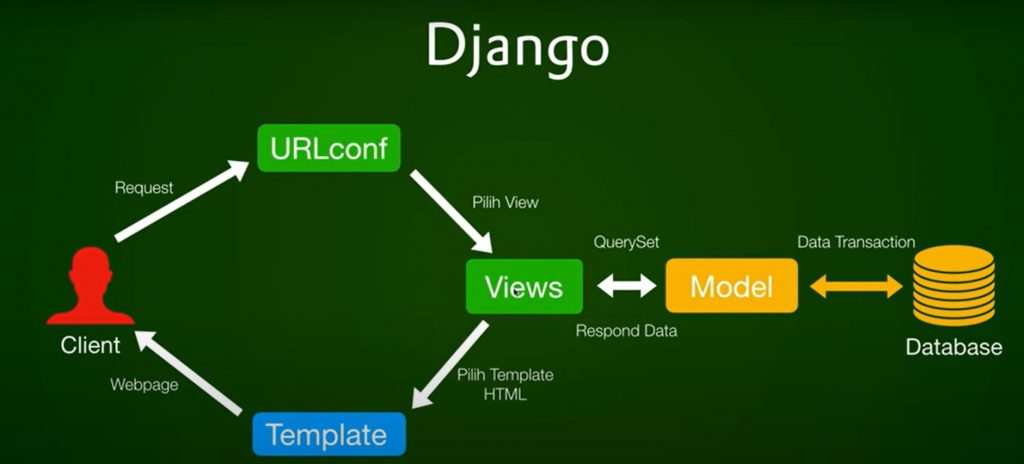 Django
URLconf
Request
Pilih View
QuerySet
Data Transaction
Views
Model
Respond Data
Client
Database
Webpage
Pilih Template
HTML
Template